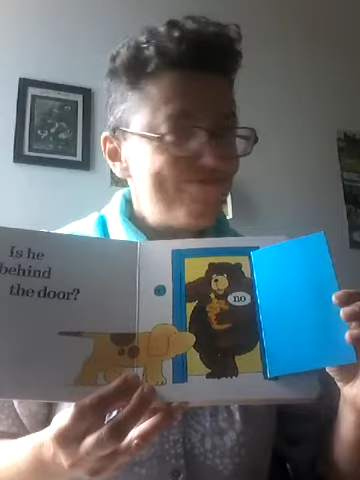 Is he
behind
the door?
no